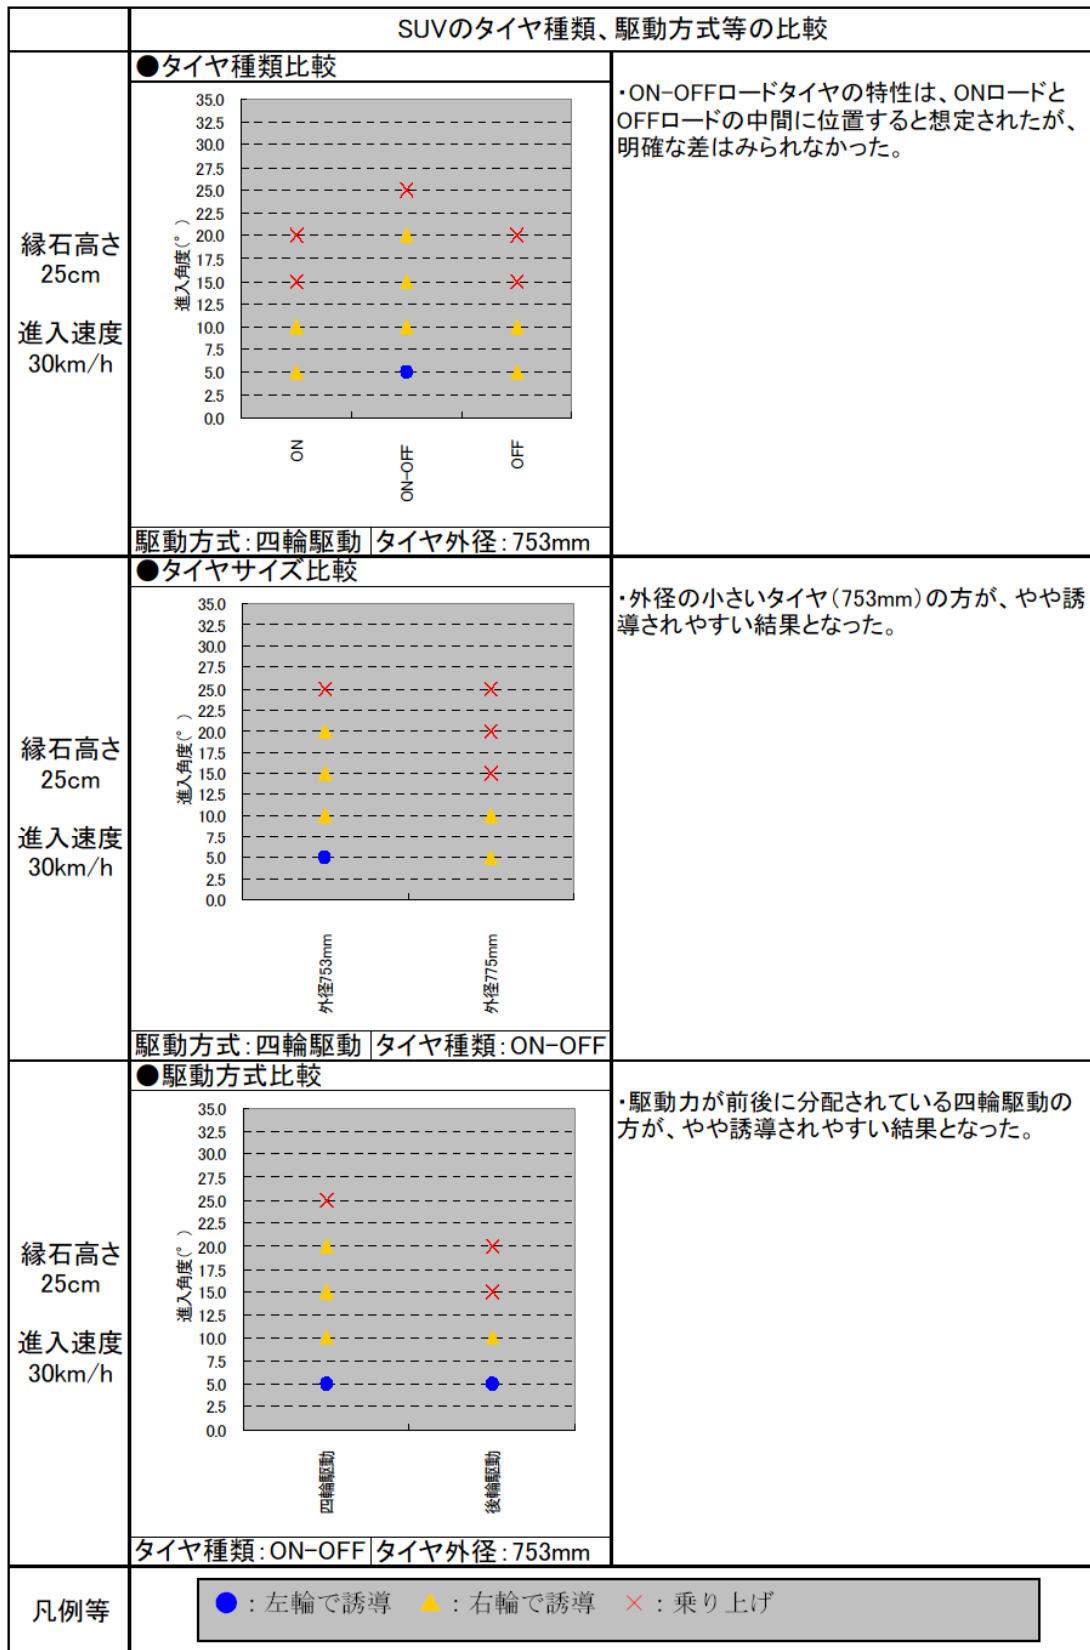 SUVのタイヤ種類、駆動方式等の比較
縁石高さ
25cm
進入速度
30km/h
●タイヤ種類比較
進入角度(°)
35.0
32.5
30.0
27.5
25.0
22.5
20.0
17.5
15.0
12.5
10.0
7.5
5.0
2.5
0.0
ON
ON-OFF
OFF
駆動方式:四輪駆動
タイヤ外径:753mm
・ON-OFFロードタイヤの特性は、ONロードと
OFFロードの中間に位置すると想定されたが、
明確な差はみられなかった。
縁石高さ
25cm
進入速度
30km/h
●タイヤサイズ比較
進入角度(°)
35.0
32.5
30.0
27.5
25.0
22.5
20.0
17.5
15.0
12.5
10.0
7.5
5.0
2.5
0.0
外径753mm
外径775mm
駆動方式:四輪駆動
タイヤ種類:ON-OFF
・外径の小さいタイヤ(753mm)の方が、やや誘
導されやすい結果となった。
縁石高さ
25cm
進入速度
30km/h
●駆動方式比較
進入角度(°)
35.0
32.5
30.0
27.5
25.0
22.5
20.0
17.5
15.0
12.5
10.0
7.5
5.0
2.5
0.0
四輪駆動
後輪駆動
タイヤ種類:ON-OFF
タイヤ外径:753mm
・駆動力が前後に分配されている四輪駆動の
方が、やや誘導されやすい結果となった。
凡例等
●:左輪で誘導 ▲:右輪で誘導 ×:乗り上げ